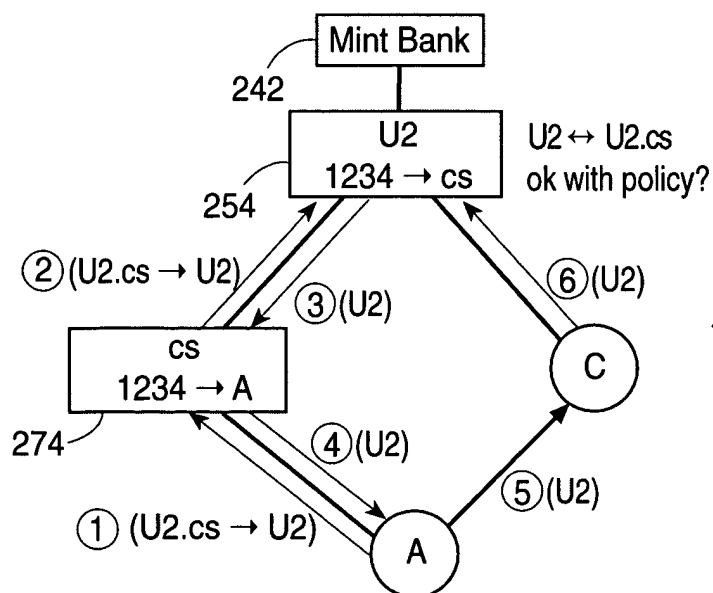 Mint Bank
242
U2
1234 → cs
254
U2 ↔ U2.cs
ok with policy?
② (U2.cs → U2)
③ (U2)
⑥ (U2)
cs
1234 → A
274
C
④ (U2)
⑤ (U2)
① (U2.cs → U2)
A